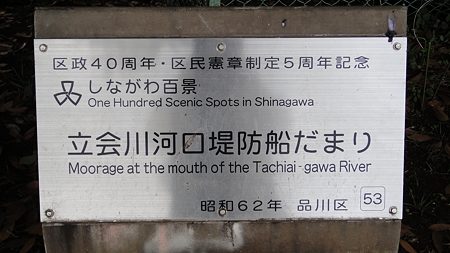 区政40周年・区民憲章制定5周年記念
しながわ百景
One Hundred Scenic Spots in Shinagawa
立会川河口堤防船だまり
Moorage at the mouth of the Tachiai-gawa River
昭和62年 品川区 53